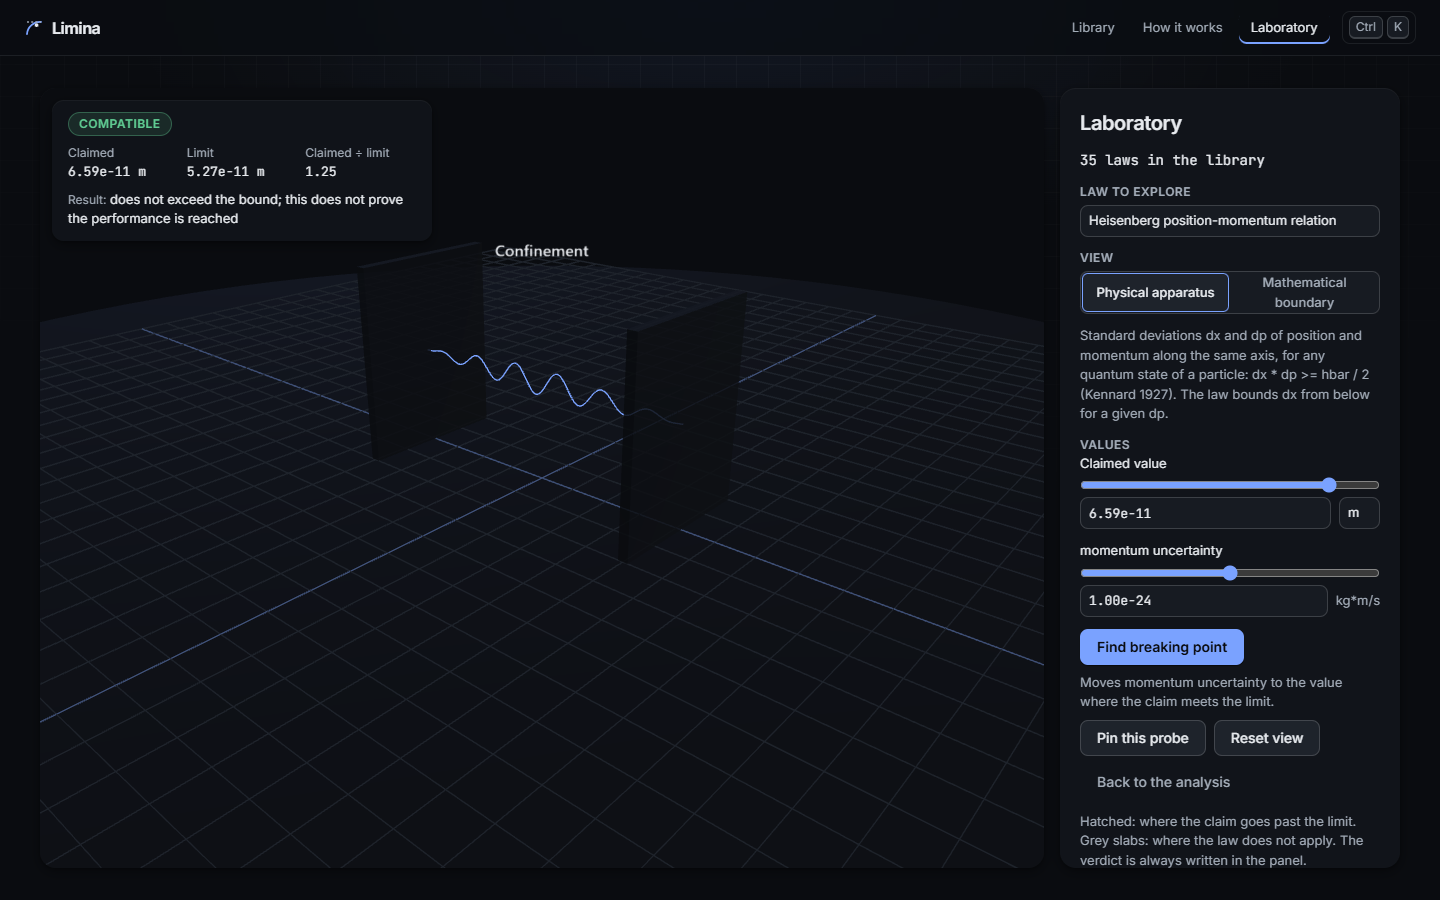 Limina
Library
How it works
Laboratory
Ctrl
K
COMPATIBLE
Claimed
Limit
Claimed ÷ limit
6.59e-11 m
5.27e-11 m
1.25
Result: does not exceed the bound; this does not prove
the performance is reached
Confinement
Laboratory
35 laws in the library
LAW TO EXPLORE
Heisenberg position-momentum relation
VIEW
Physical apparatus
Mathematical
boundary
Standard deviations dx and dp of position and
momentum along the same axis, for any
quantum state of a particle: dx * dp >= hbar / 2
(Kennard 1927). The law bounds dx from below
for a given dp.
VALUES
Claimed value
6.59e-11
m
momentum uncertainty
1.00e-24
kg*m/s
Find breaking point
Moves momentum uncertainty to the value
where the claim meets the limit.
Pin this probe
Reset view
Back to the analysis
Hatched: where the claim goes past the limit.
Grey slabs: where the law does not apply. The
verdict is always written in the panel.